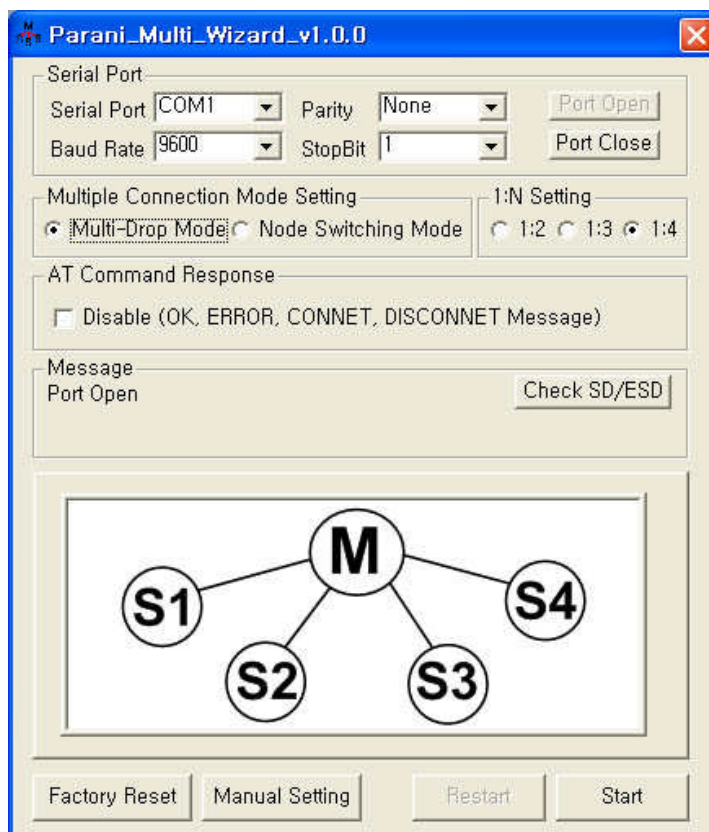 Parani_Multi_Wizard_v1.0.0
Serial Port
Serial Port COM1 Parity None Port Open
Baud Rate 9600 StopBit 1 Port Close
Multiple Connection Mode Setting 1:N Setting
Multi-Drop Mode Node Switching Mode 1:2 1:3 1:4
AT Command Response
Disable (OK, ERROR, CONNET, DISCONNET Message)
Message
Port Open Check SD/ESD
M
S1 S4
S2 S3
Factory Reset Manual Setting Restart Start